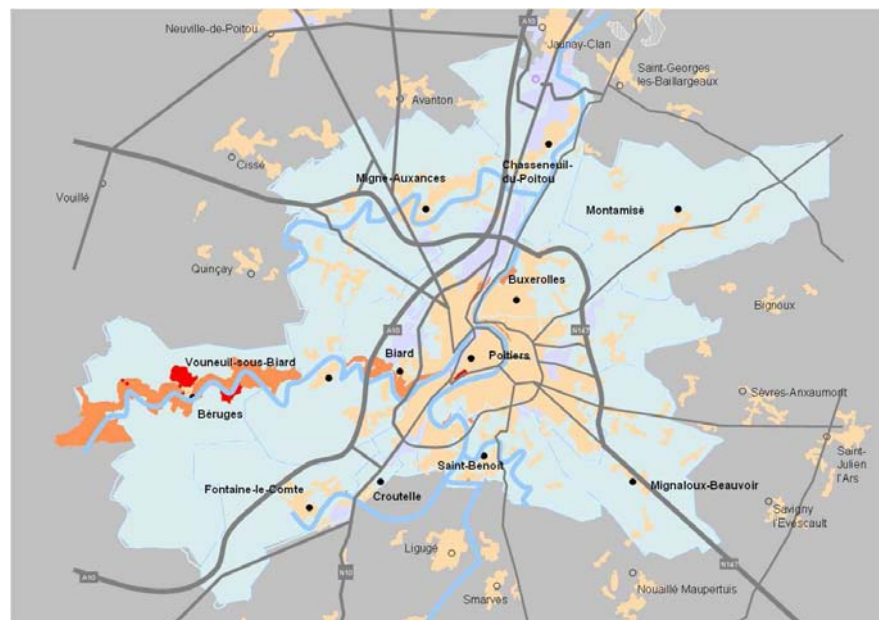 A10
Neuville-de-Poitou
Jaunay-Clan
Saint-Georges
les-Baillargeaux
Avanton
Cissé
Chasseneuil-
du-Poitou
Migné-Auxances
Vouillé
Montamisé
Quinçay
Buxerolles
Bignoux
A10
N147
Vouneuil-sous-Biard
Biard
Poitiers
Sèvres-Anxaumont
Béruges
Saint-
Julien
l'Ars
Saint-Benoît
Fontaine-le-Comte
Croutelle
Mignaloux-Beauvoir
Savigny
l'Evescault
Ligugé
A10
N10
N147
Nouaillé Maupertuis
Smarves